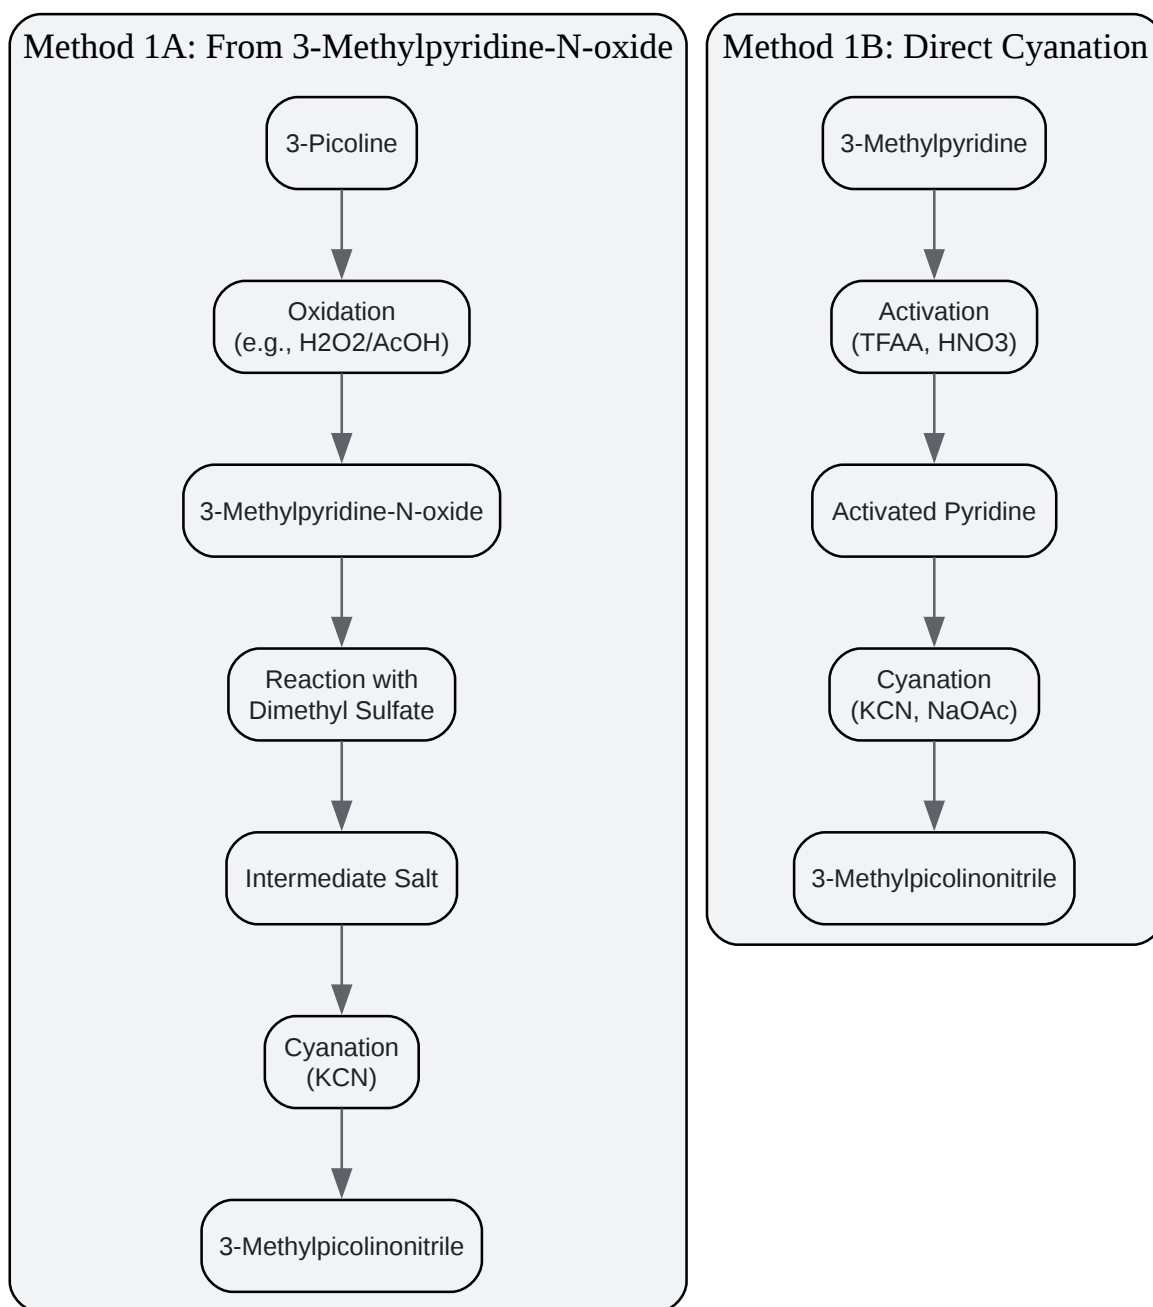 Method 1A: From 3-Methylpyridine-N-oxide
3-Picoline
Oxidation
(e.g., H2O2/AcOH)
3-Methylpyridine-N-oxide
Reaction with
Dimethyl Sulfate
Intermediate Salt
Cyanation
(KCN)
3-Methylpicolinonitrile
Method 1B: Direct Cyanation
3-Methylpyridine
Activation
(TFAA, HNO3)
Activated Pyridine
Cyanation
(KCN, NaOAc)
3-Methylpicolinonitrile